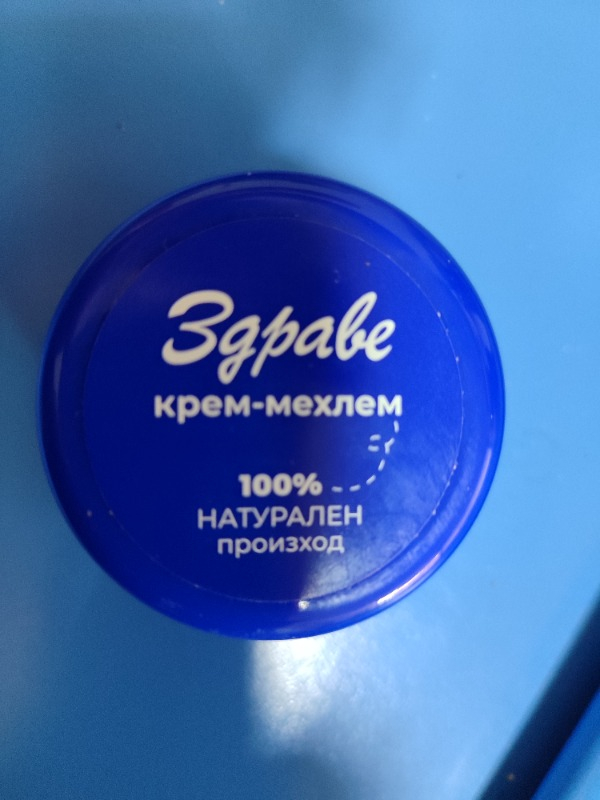 Здраве
крем-мехлем
100%
НАТУРАЛЕН
произход